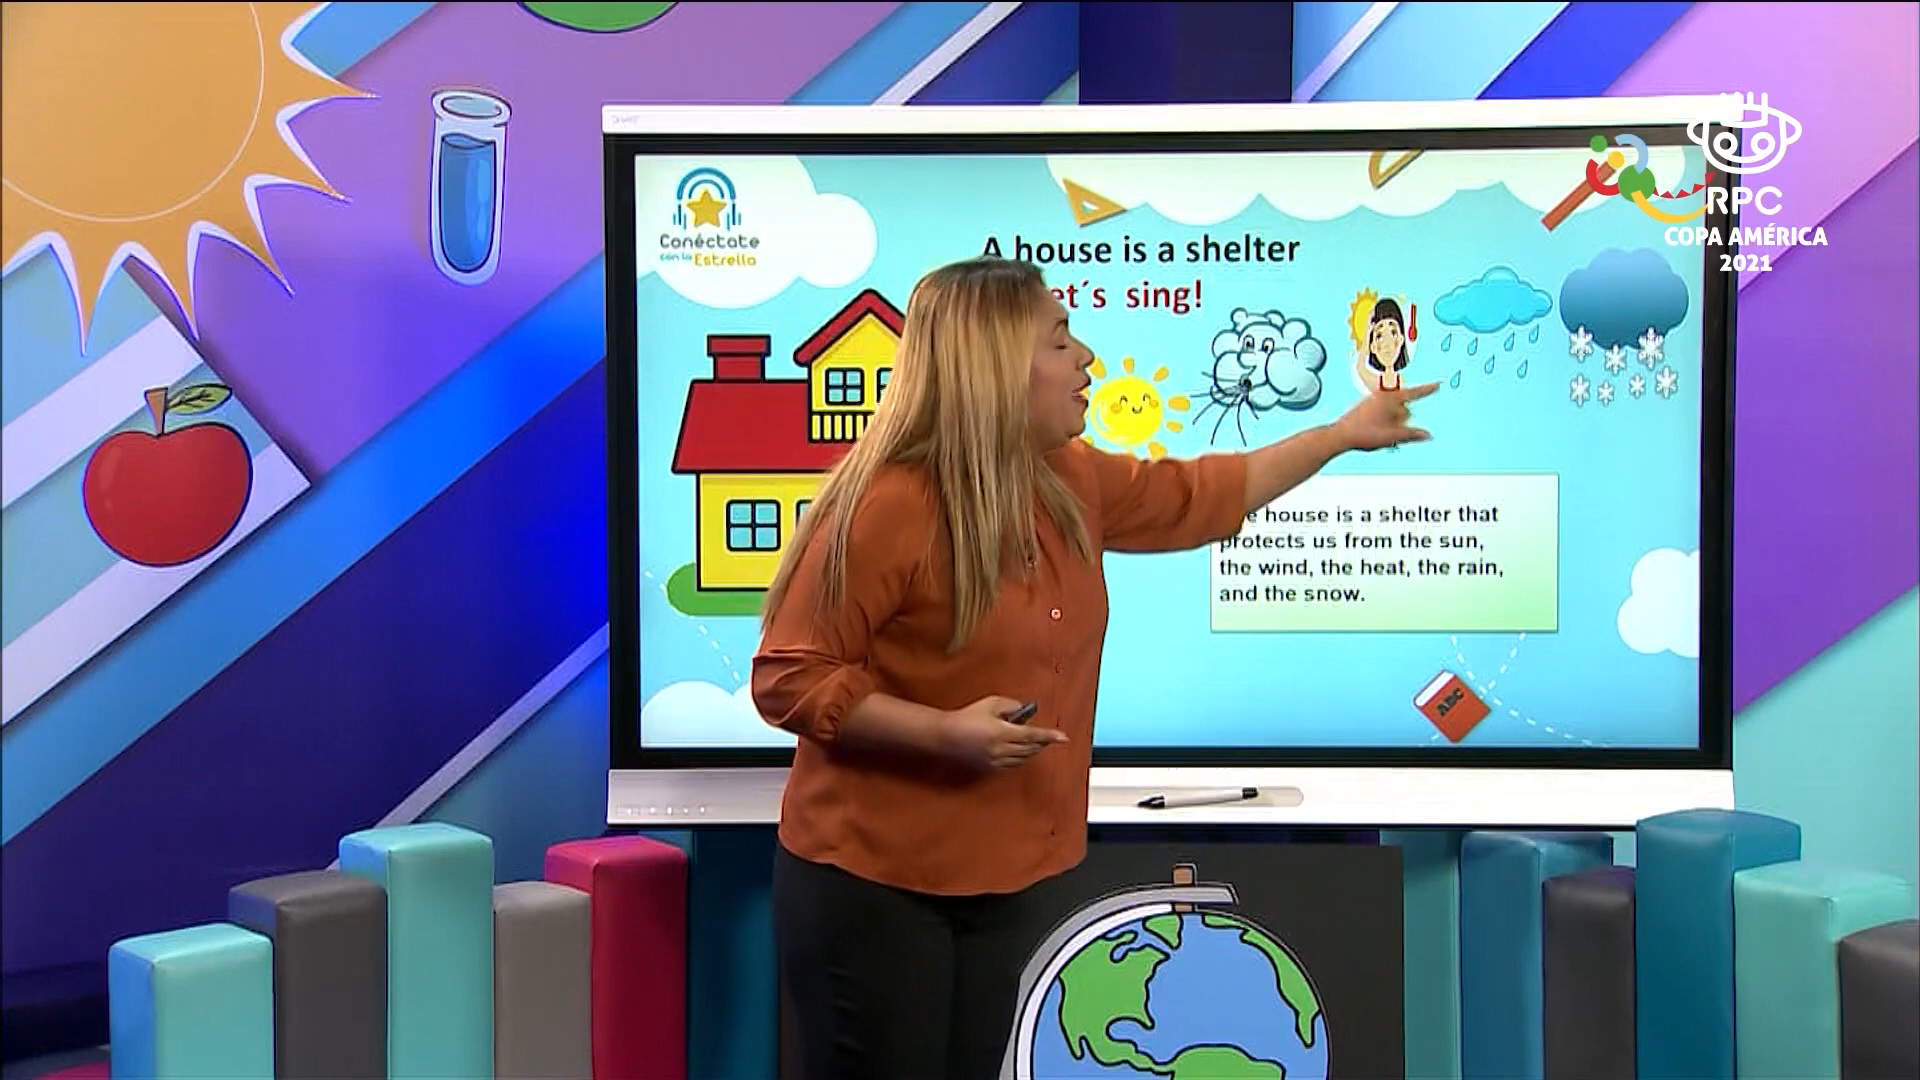 RPC
COPA AMÉRICA
2021
Conéctate
con la Estrella
A house is a shelter
et´s sing!
e house is a shelter that
protects us from the sun,
the wind, the heat, the rain,
and the snow.
ABC